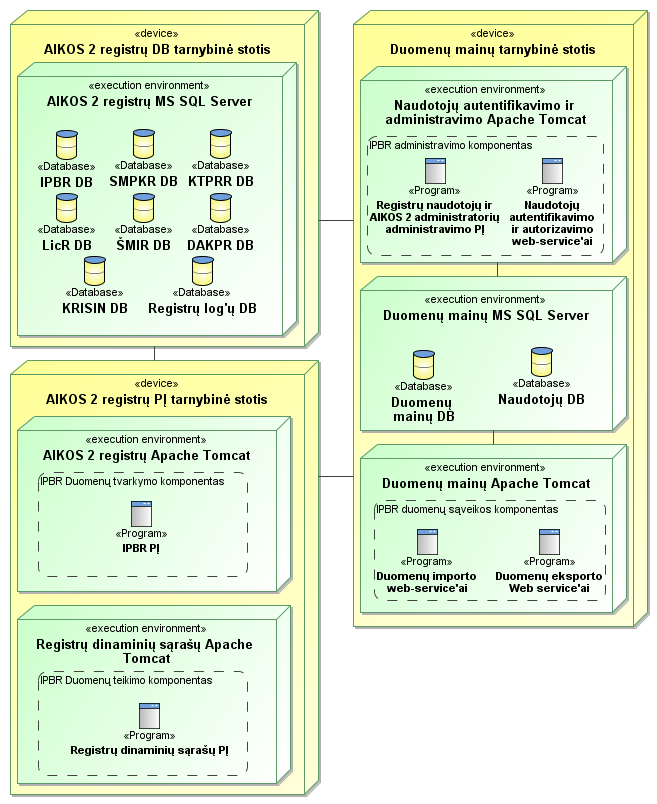 «device»
AIKOS 2 registrų DB tarnybinė stotis
«execution environment»
AIKOS 2 registrų MS SQL Server
«Database»
IPBR DB
«Database»
SMPKR DB
«Database»
KTPRR DB
«Database»
LicR DB
«Database»
ŠMIR DB
«Database»
DAKPR DB
«Database»
KRISIN DB
«Database»
Registrų log'ų DB
«device»
AIKOS 2 registrų PĮ tarnybinė stotis
«execution environment»
AIKOS 2 registrų Apache Tomcat
IPBR Duomenų tvarkymo komponentas
«Program»
IPBR PĮ
«execution environment»
Registrų dinaminių sąrašų Apache
Tomcat
IPBR Duomenų teikimo komponentas
«Program»
Registrų dinaminių sąrašų PĮ
«device»
Duomenų mainų tarnybinė stotis
«execution environment»
Naudotojų autentifikavimo ir
administravimo Apache Tomcat
IPBR administravimo komponentas
«Program»
Registrų naudotojų ir
AIKOS 2 administratorių
administravimo PĮ
«Program»
Naudotojų
autentifikavimo
ir autorizavimo
web-service'ai
«execution environment»
Duomenų mainų MS SQL Server
«Database»
Duomenų
mainų DB
«Database»
Naudotojų DB
«execution environment»
Duomenų mainų Apache Tomcat
IPBR duomenų sąveikos komponentas
«Program»
Duomenų importo
web-service'ai
«Program»
Duomenų eksporto
Web service'ai